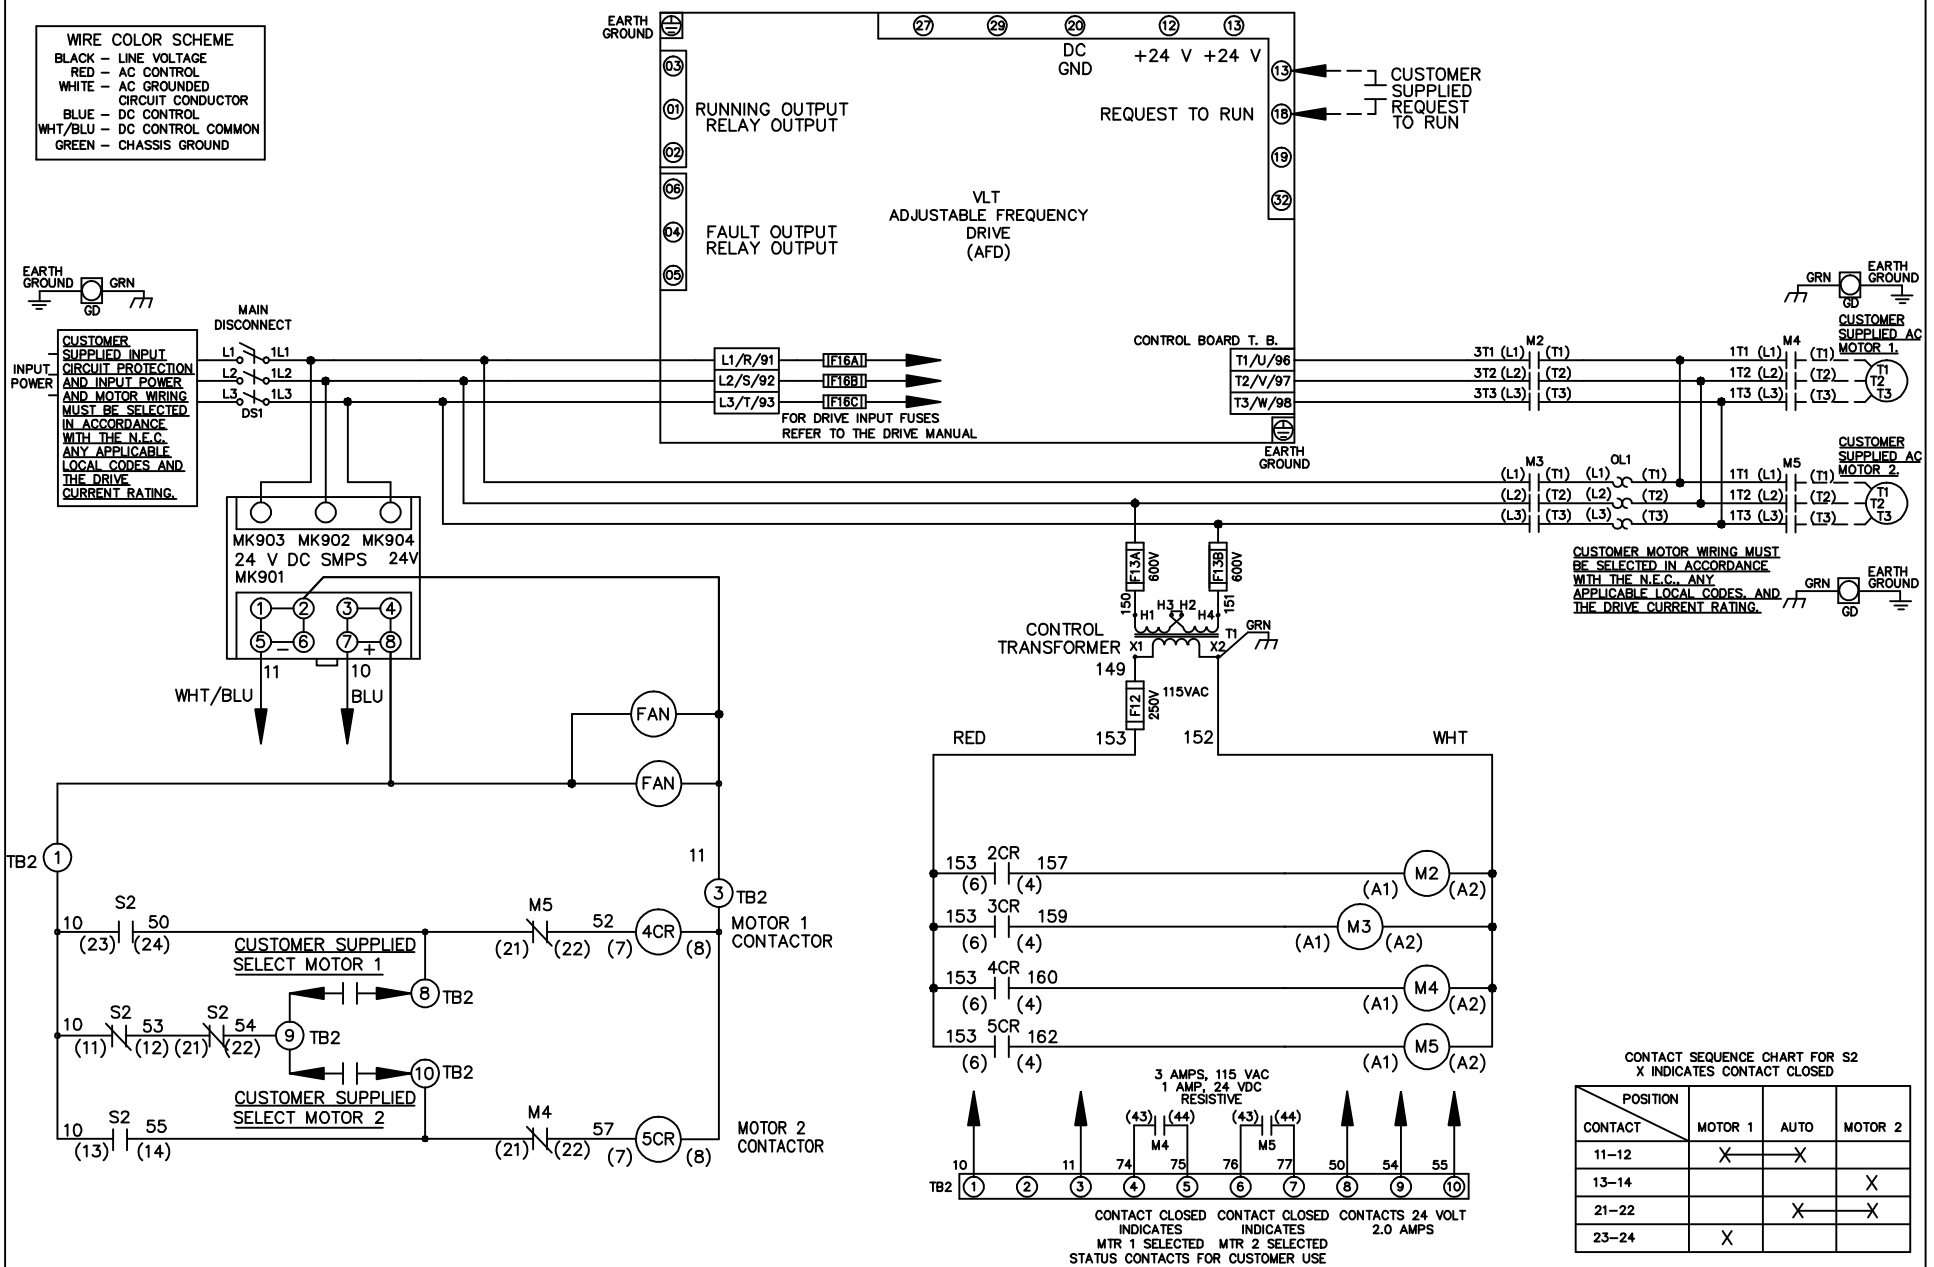 WIRE COLOR SCHEME
BLACK – LINE VOLTAGE
RED – AC CONTROL
WHITE – AC GROUNDED
CIRCUIT CONDUCTOR
BLUE – DC CONTROL
WHT/BLU – DC CONTROL COMMON
GREEN – CHASSIS GROUND
EARTH
GROUND
03
01
02
RUNNING OUTPUT
RELAY OUTPUT
06
04
05
FAULT OUTPUT
RELAY OUTPUT
27 29 20 12 13
DC
GND
+24 V +24 V
13
REQUEST TO RUN 18
19
32
CUSTOMER
SUPPLIED
REQUEST
TO RUN
VLT
ADJUSTABLE FREQUENCY
DRIVE
(AFD)
EARTH
GROUND
GRN
GD
INPUT
POWER
CUSTOMER
SUPPLIED INPUT
CIRCUIT PROTECTION
AND INPUT POWER
AND MOTOR WIRING
MUST BE SELECTED
IN ACCORDANCE
WITH THE N.E.C.
ANY APPLICABLE
LOCAL CODES AND
THE DRIVE
CURRENT RATING.
MAIN
DISCONNECT
L1 1L1
L2 1L2
L3 1L3
DS1
L1/R/91 F16A
L2/S/92 F16B
L3/T/93 F16C
FOR DRIVE INPUT FUSES
REFER TO THE DRIVE MANUAL
CONTROL BOARD T. B.
T1/U/96
T2/V/97
T3/W/98
EARTH
GROUND
M2
3T1 (L1) (T1)
3T2 (L2) (T2)
3T3 (L3) (T3)
M4
1T1 (L1) (T1)
1T2 (L2) (T2)
1T3 (L3) (T3)
GRN
GD
EARTH
GROUND
CUSTOMER
SUPPLIED AC
MOTOR 1.
T1
T2
T3
M3
(L1) (T1)
(L2) (T2)
(L3) (T3)
OL1
(L1) (T1)
(L2) (T2)
(L3) (T3)
M5
1T1 (L1) (T1)
1T2 (L2) (T2)
1T3 (L3) (T3)
CUSTOMER
SUPPLIED AC
MOTOR 2.
T1
T2
T3
CUSTOMER MOTOR WIRING MUST
BE SELECTED IN ACCORDANCE
WITH THE N.E.C., ANY
APPLICABLE LOCAL CODES, AND
THE DRIVE CURRENT RATING.
GRN
GD
EARTH
GROUND
MK903 MK902 MK904
24 V DC SMPS 24V
MK901
1 2 3 4
5 – 6 7 + 8
11 10
WHT/BLU BLU
FAN
FAN
F13A 600V
F13B 600V
150 151
H1 H3 H2 H4
CONTROL
TRANSFORMER
X1 X2 T1 GRN
149
F12 250V 115VAC
153 152
RED WHT
TB2 1
11
3 TB2
S2
10 50
(23) (24)
M5
(21) (22)
52
(7) 4CR (8)
MOTOR 1
CONTACTOR
CUSTOMER SUPPLIED
SELECT MOTOR 1
8 TB2
S2 S2
10 53 54
(11) (12) (21) (22)
9 TB2
10 TB2
CUSTOMER SUPPLIED
SELECT MOTOR 2
S2
10 55
(13) (14)
M4
(21) (22)
57
(7) 5CR (8)
MOTOR 2
CONTACTOR
153 2CR 157
(6) (4)
(A1) M2 (A2)
153 3CR 159
(6) (4)
(A1) M3 (A2)
153 4CR 160
(6) (4)
(A1) M4 (A2)
153 5CR 162
(6) (4)
(A1) M5 (A2)
3 AMPS, 115 VAC
1 AMP, 24 VDC
RESISTIVE
(43) (44) (43) (44)
M4 M5
10 11 74 75 76 77 50 54 55
TB2 1 2 3 4 5 6 7 8 9 10
CONTACT CLOSED
INDICATES
MTR 1 SELECTED
CONTACT CLOSED
INDICATES
MTR 2 SELECTED
CONTACTS 24 VOLT
2.0 AMPS
STATUS CONTACTS FOR CUSTOMER USE
CONTACT SEQUENCE CHART FOR S2
X INDICATES CONTACT CLOSED
POSITION
CONTACT MOTOR 1 AUTO MOTOR 2
11–12 X X
13–14 X
21–22 X X
23–24 X